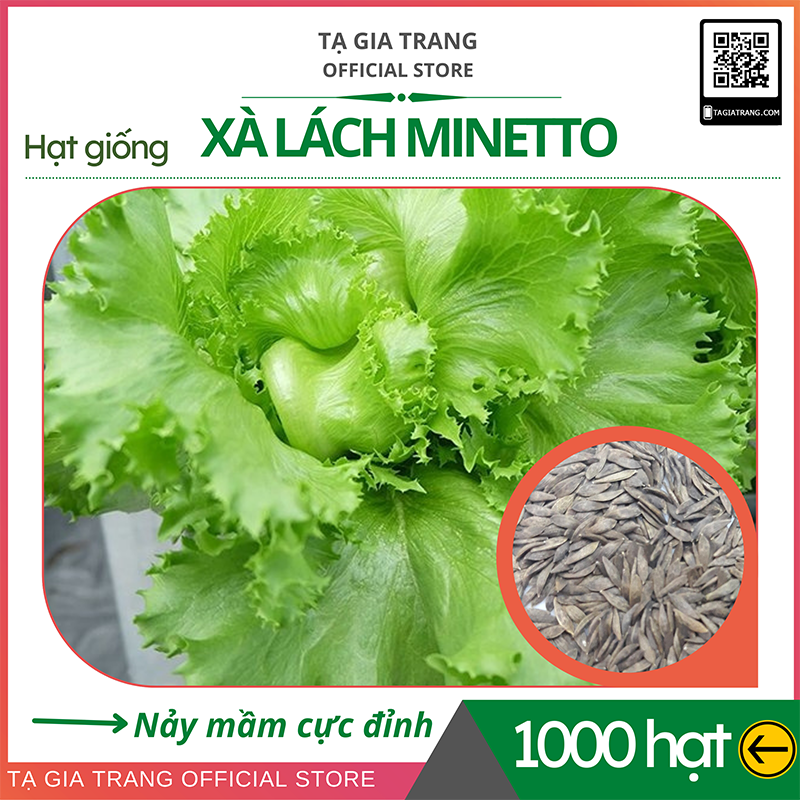 TẠ GIA TRANG
OFFICIAL STORE
TAGIATRANG.COM
Hạt giống XÀ LÁCH MINETTO
Nảy mầm cực đỉnh
1000 hạt
TẠ GIA TRANG OFFICIAL STORE